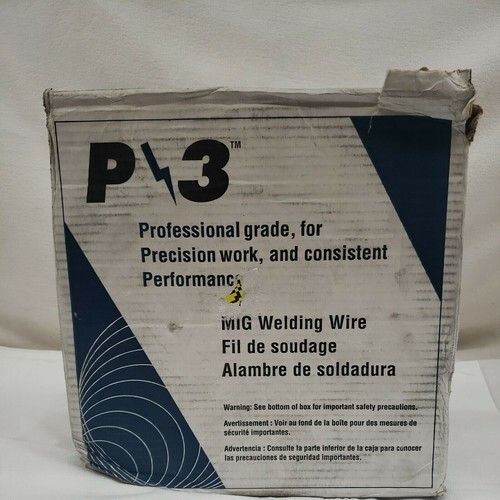 P 3™
Professional grade, for
Precision work, and consistent
Performanc
MIG Welding Wire
Fil de soudage
Alambre de soldadura
Warning: See bottom of box for important safety precautions.
Avertissement : Voir au fond de la boîte pour des mesures de
sécurité importantes.
Advertencia : Consulte la parte inferior de la caja para conocer
las precauciones de seguridad importantes.